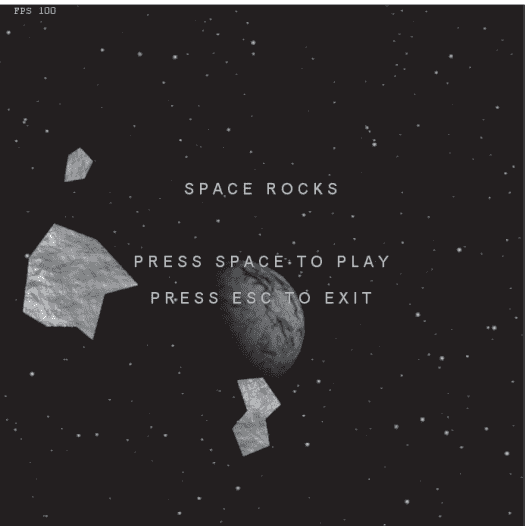 FPS 100
SPACE ROCKS
PRESS SPACE TO PLAY
PRESS ESC TO EXIT